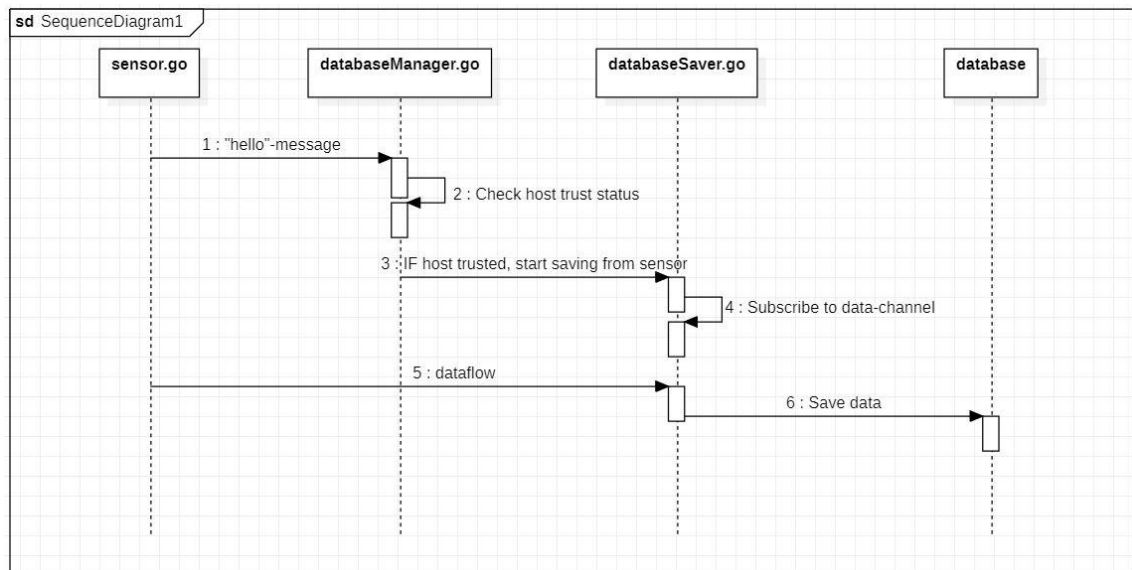 sd SequenceDiagram1
sensor.go
databaseManager.go
databaseSaver.go
database
1 : "hello"-message
2 : Check host trust status
3 : IF host trusted, start saving from sensor
4 : Subscribe to data-channel
5 : dataflow
6 : Save data